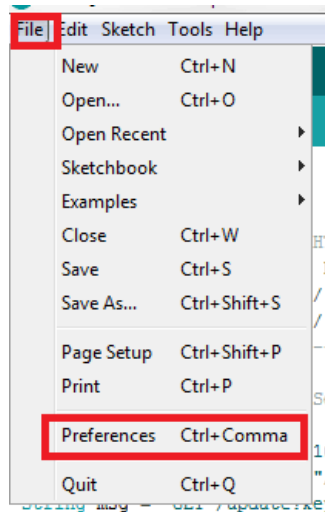 File Edit Sketch Tools Help
New Ctrl+N
Open... Ctrl+O
Open Recent
Sketchbook
Examples
Close Ctrl+W
Save Ctrl+S
Save As... Ctrl+Shift+S
Page Setup Ctrl+Shift+P
Print Ctrl+P
Preferences Ctrl+Comma
Quit Ctrl+Q